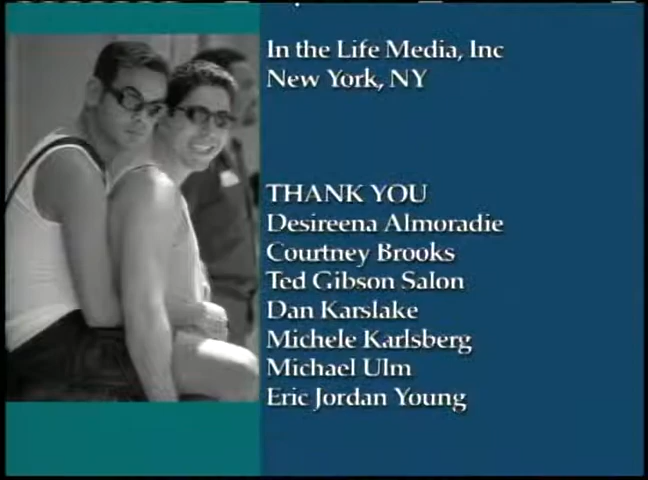 In the Life Media, Inc
New York, NY
THANK YOU
Desireena Almoradie
Courtney Brooks
Ted Gibson Salon
Dan Karslake
Michele Karlsberg
Michael Ulm
Eric Jordan Young